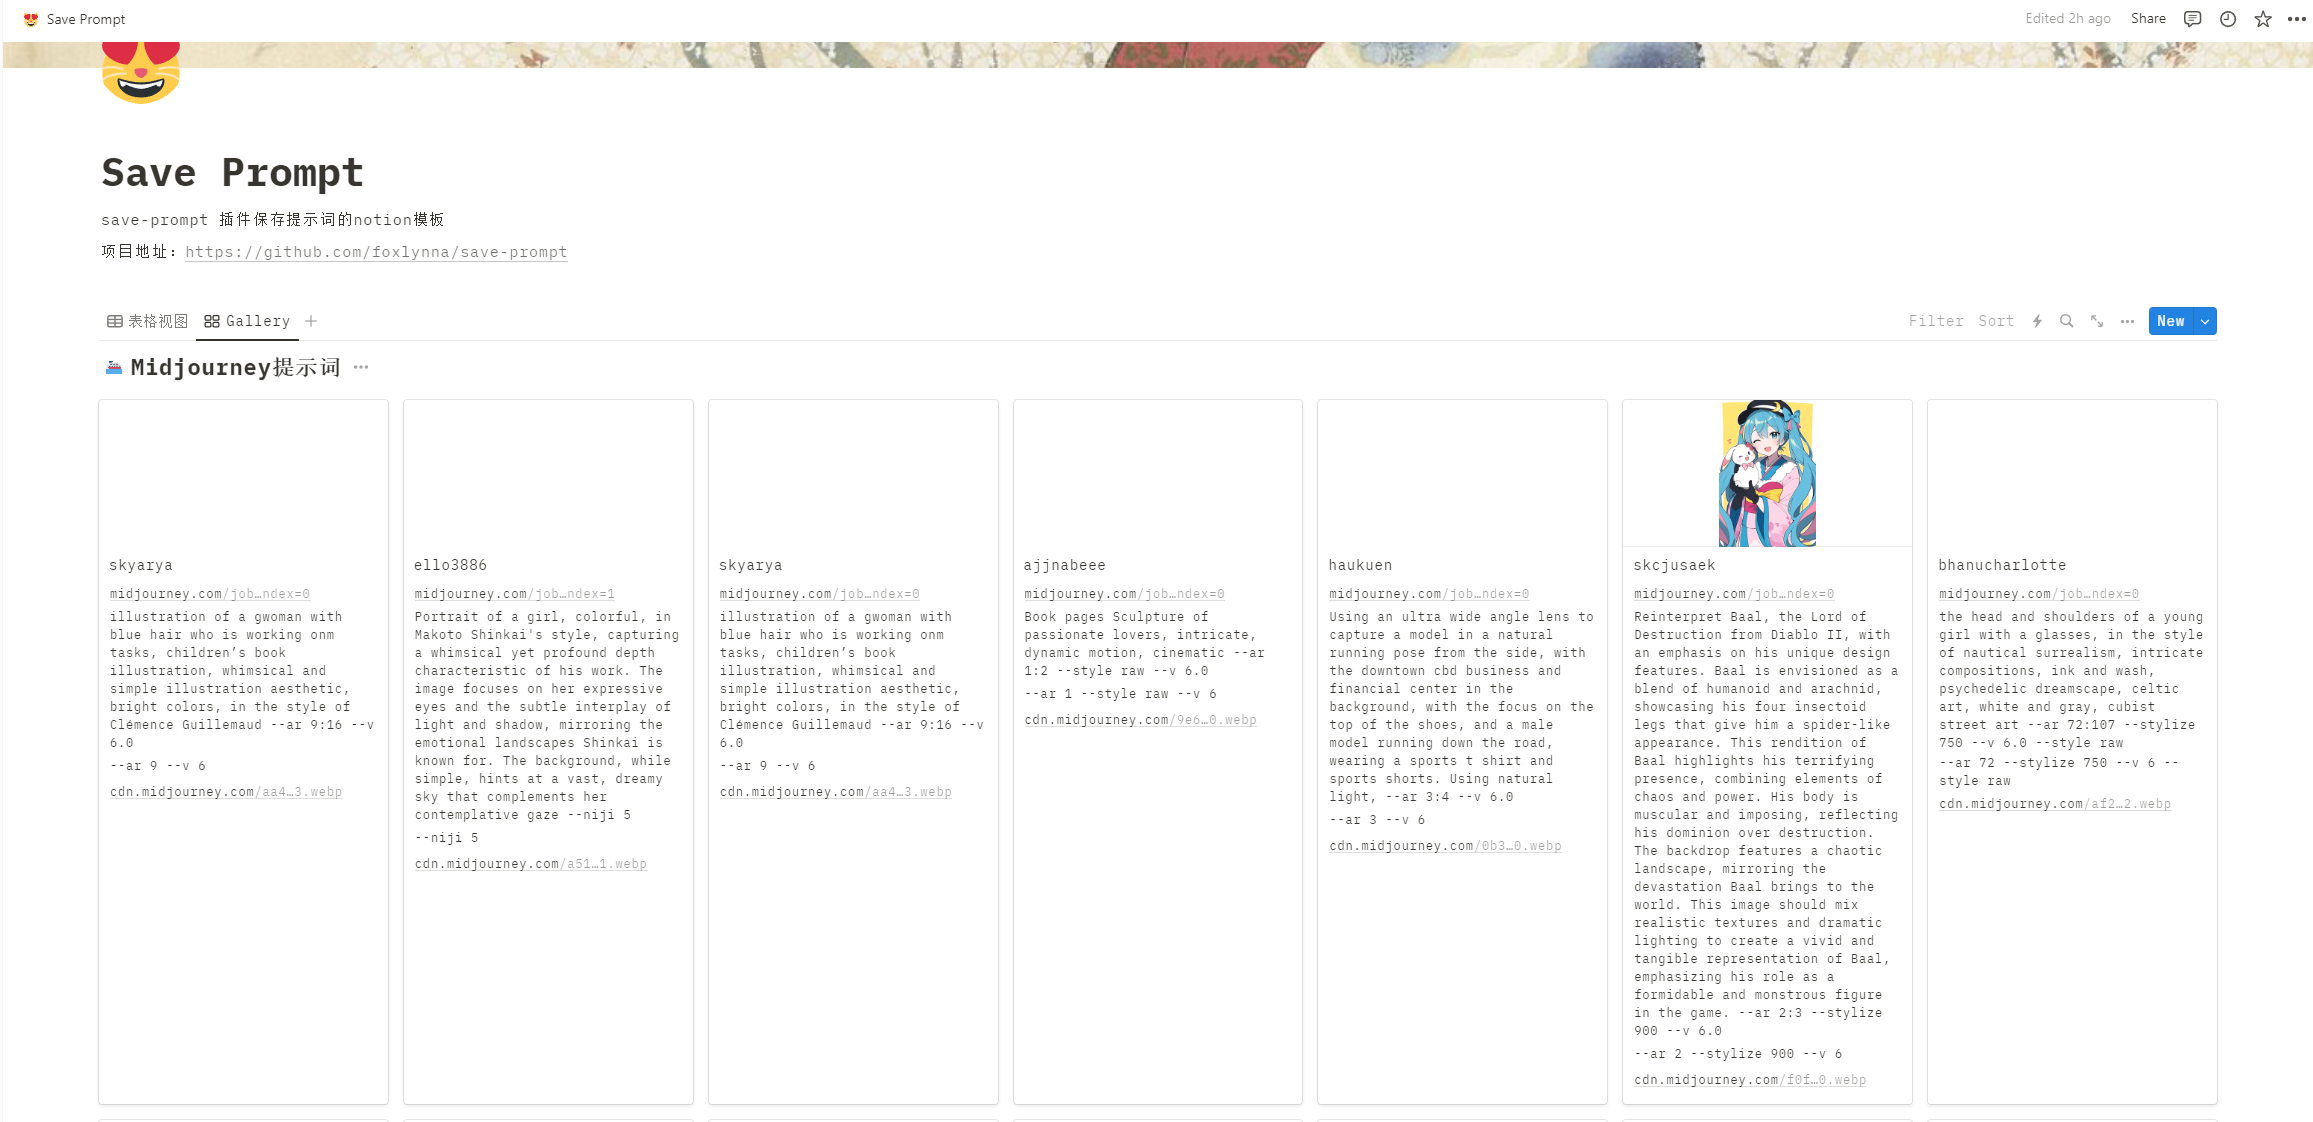 Save Prompt
Edited 2h ago
Share
Save Prompt
save-prompt 插件保存提示词的notion模板
项目地址：https://github.com/foxlynna/save-prompt
表格视图
Gallery
Filter
Sort
New
Midjourney提示词
skyarya
midjourney.com/job…ndex=0
illustration of a gwoman with
blue hair who is working onm
tasks, children’s book
illustration, whimsical and
simple illustration aesthetic,
bright colors, in the style of
Clémence Guillemaud --ar 9:16 --v
6.0
--ar 9 --v 6
cdn.midjourney.com/aa4…3.webp
ello3886
midjourney.com/job…ndex=1
Portrait of a girl, colorful, in
Makoto Shinkai's style, capturing
a whimsical yet profound depth
characteristic of his work. The
image focuses on her expressive
eyes and the subtle interplay of
light and shadow, mirroring the
emotional landscapes Shinkai is
known for. The background, while
simple, hints at a vast, dreamy
sky that complements her
contemplative gaze --niji 5
--niji 5
cdn.midjourney.com/a51…1.webp
skyarya
midjourney.com/job…ndex=0
illustration of a gwoman with
blue hair who is working onm
tasks, children’s book
illustration, whimsical and
simple illustration aesthetic,
bright colors, in the style of
Clémence Guillemaud --ar 9:16 --v
6.0
--ar 9 --v 6
cdn.midjourney.com/aa4…3.webp
ajjnabeee
midjourney.com/job…ndex=0
Book pages Sculpture of
passionate lovers, intricate,
dynamic motion, cinematic --ar
1:2 --style raw --v 6.0
--ar 1 --style raw --v 6
cdn.midjourney.com/9e6…0.webp
haukuen
midjourney.com/job…ndex=0
Using an ultra wide angle lens to
capture a model in a natural
running pose from the side, with
the downtown cbd business and
financial center in the
background, with the focus on the
top of the shoes, and a male
model running down the road,
wearing a sports t shirt and
sports shorts. Using natural
light, --ar 3:4 --v 6.0
--ar 3 --v 6
cdn.midjourney.com/0b3…0.webp
skcjusaek
midjourney.com/job…ndex=0
Reinterpret Baal, the Lord of
Destruction from Diablo II, with
an emphasis on his unique design
features. Baal is envisioned as a
blend of humanoid and arachnid,
showcasing his four insectoid
legs that give him a spider-like
appearance. This rendition of
Baal highlights his terrifying
presence, combining elements of
chaos and power. His body is
muscular and imposing, reflecting
his dominion over destruction.
The backdrop features a chaotic
landscape, mirroring the
devastation Baal brings to the
world. This image should mix
realistic textures and dramatic
lighting to create a vivid and
tangible representation of Baal,
emphasizing his role as a
formidable and monstrous figure
in the game. --ar 2:3 --stylize
900 --v 6.0
--ar 2 --stylize 900 --v 6
cdn.midjourney.com/f0f…0.webp
bhanucharlotte
midjourney.com/job…ndex=0
the head and shoulders of a young
girl with a glasses, in the style
of nautical surrealism, intricate
compositions, ink and wash,
psychedelic dreamscape, celtic
art, white and gray, cubist
street art --ar 72:107 --stylize
750 --v 6.0 --style raw
--ar 72 --stylize 750 --v 6 --
style raw
cdn.midjourney.com/af2…2.webp